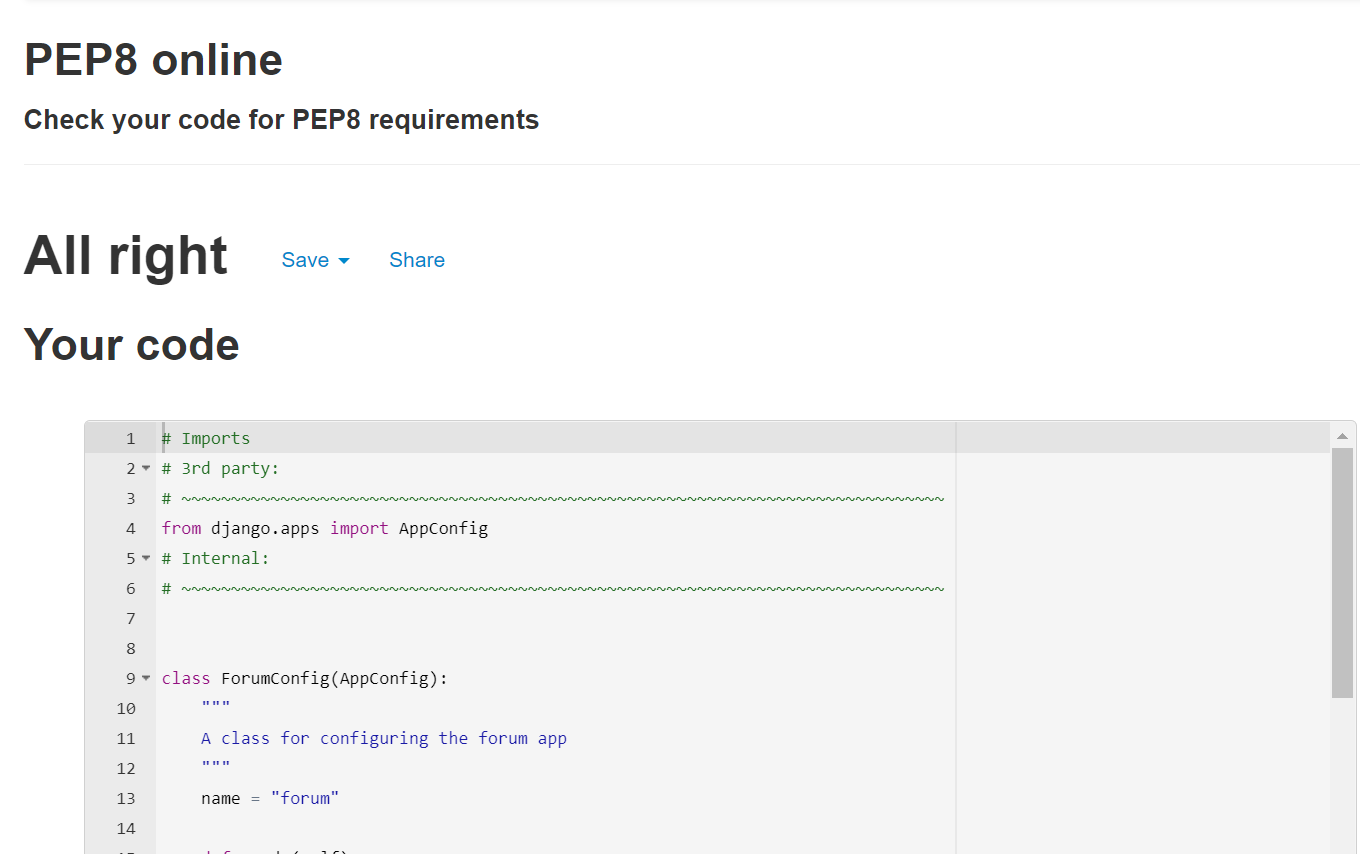 PEP8 online
Check your code for PEP8 requirements
All right Save Share
Your code
1 # Imports
2 # 3rd party:
3 # ~~~~~~~~~~~~~~~~~~~~~~~~~~~~~~~~~~~~~~~~~~~~~~~~~~~~~~~~~~~~~~~~~~~~~~~~~~~~~
4 from django.apps import AppConfig
5 # Internal:
6 # ~~~~~~~~~~~~~~~~~~~~~~~~~~~~~~~~~~~~~~~~~~~~~~~~~~~~~~~~~~~~~~~~~~~~~~~~~~~~~
7
8
9 class ForumConfig(AppConfig):
10 """
11 A class for configuring the forum app
12 """
13 name = "forum"
14